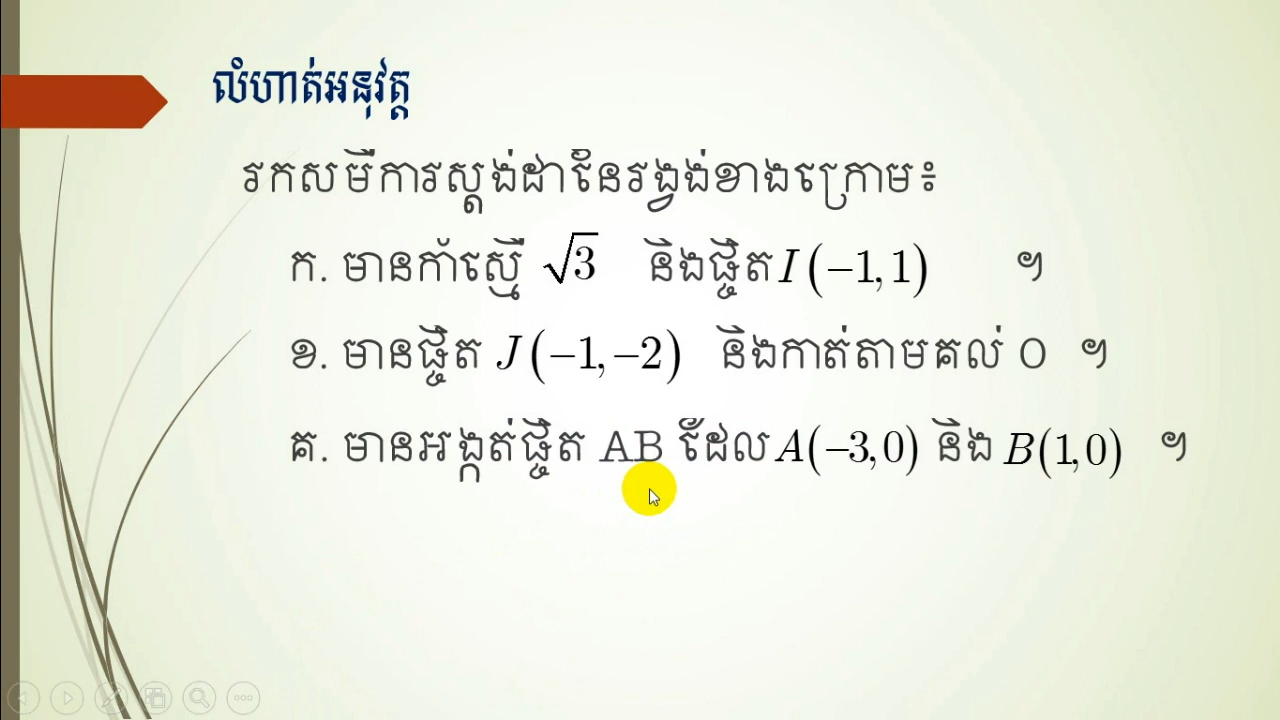 លំហាត់អនុវត្ត
រកសមីការស្តង់ដានៃរង្វង់ខាងក្រោម៖
ក. មានកាំស្មើ √3 និងផ្ចិត I(−1,1) ។
ខ. មានផ្ចិត J(−1,−2) និងកាត់តាមគល់ O ។
គ. មានអង្កត់ផ្ចិត AB ដែល A(−3,0) និង B(1,0) ។